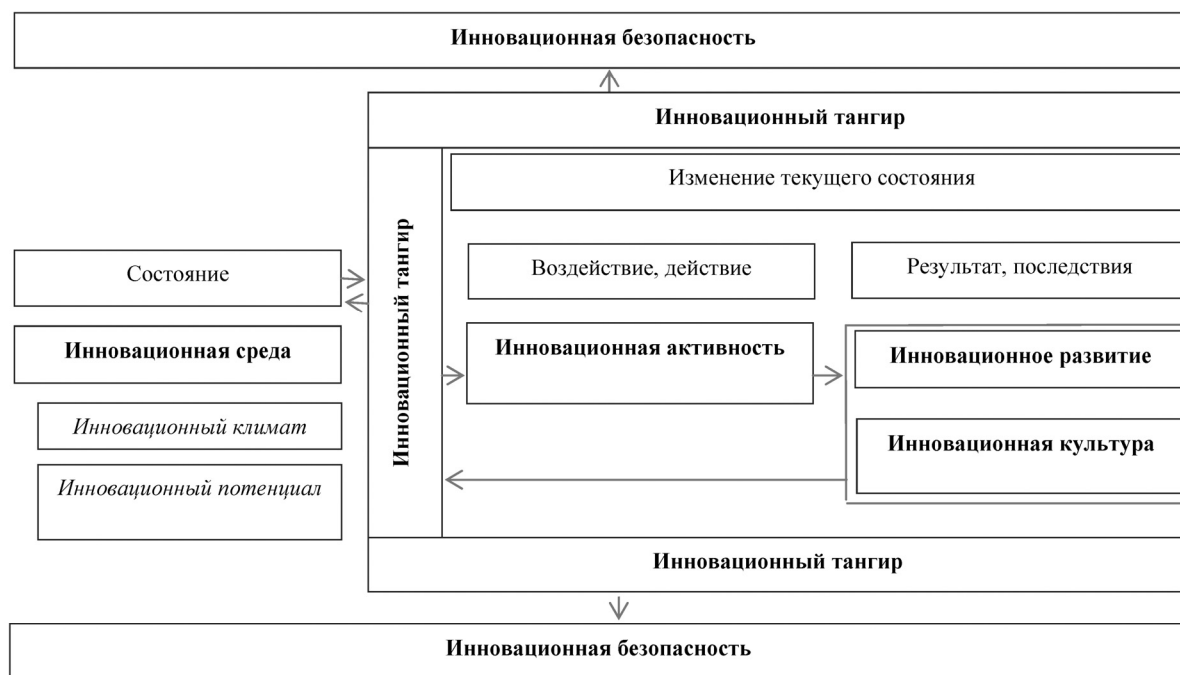 Инновационная безопасность
Инновационный тангир
Инновационный тангир
Изменение текущего состояния
Состояние
Воздействие, действие
Результат, последствия
Инновационная среда
Инновационная активность
Инновационное развитие
Инновационный климат
Инновационная культура
Инновационный потенциал
Инновационный тангир
Инновационная безопасность